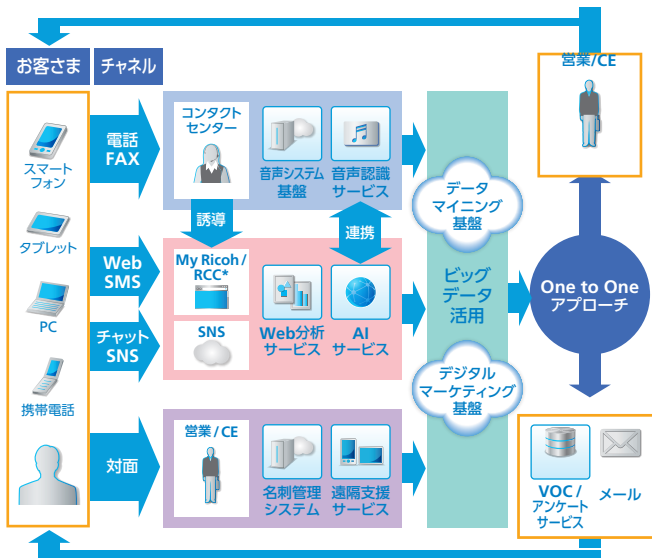 お客さま
チャネル
営業/CE
スマート
フォン
タブレット
PC
携帯電話
電話
FAX
Web
SMS
チャット
SNS
対面
コンタクト
センター
音声システム
基盤
音声認識
サービス
誘導
連携
My Ricoh /
RCC*
SNS
Web分析
サービス
AI
サービス
営業 / CE
名刺管理
システム
遠隔支援
サービス
データ
マイニング
基盤
ビッグ
データ
活用
デジタル
マーケティング
基盤
One to One
アプローチ
VOC /
アンケート
サービス
メール